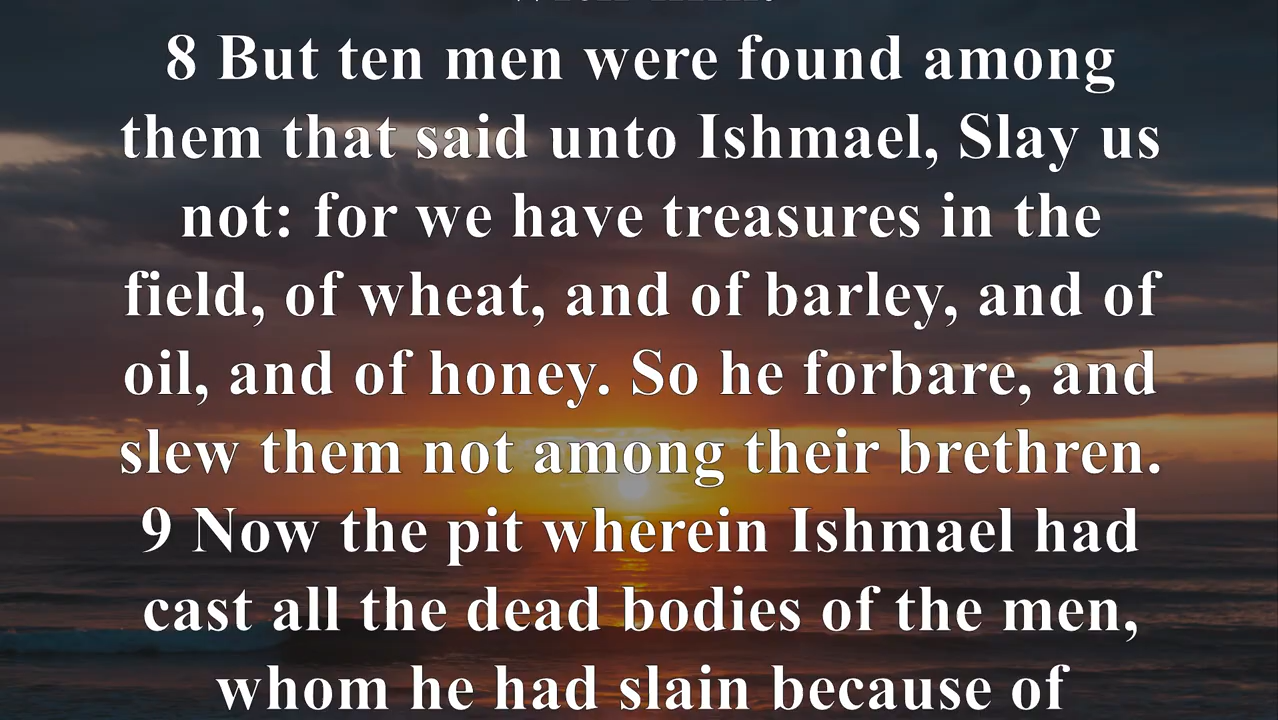 8 But ten men were found among
them that said unto Ishmael, Slay us
not: for we have treasures in the
field, of wheat, and of barley, and of
oil, and of honey. So he forbare, and
slew them not among their brethren.
9 Now the pit wherein Ishmael had
cast all the dead bodies of the men,
whom he had slain because of